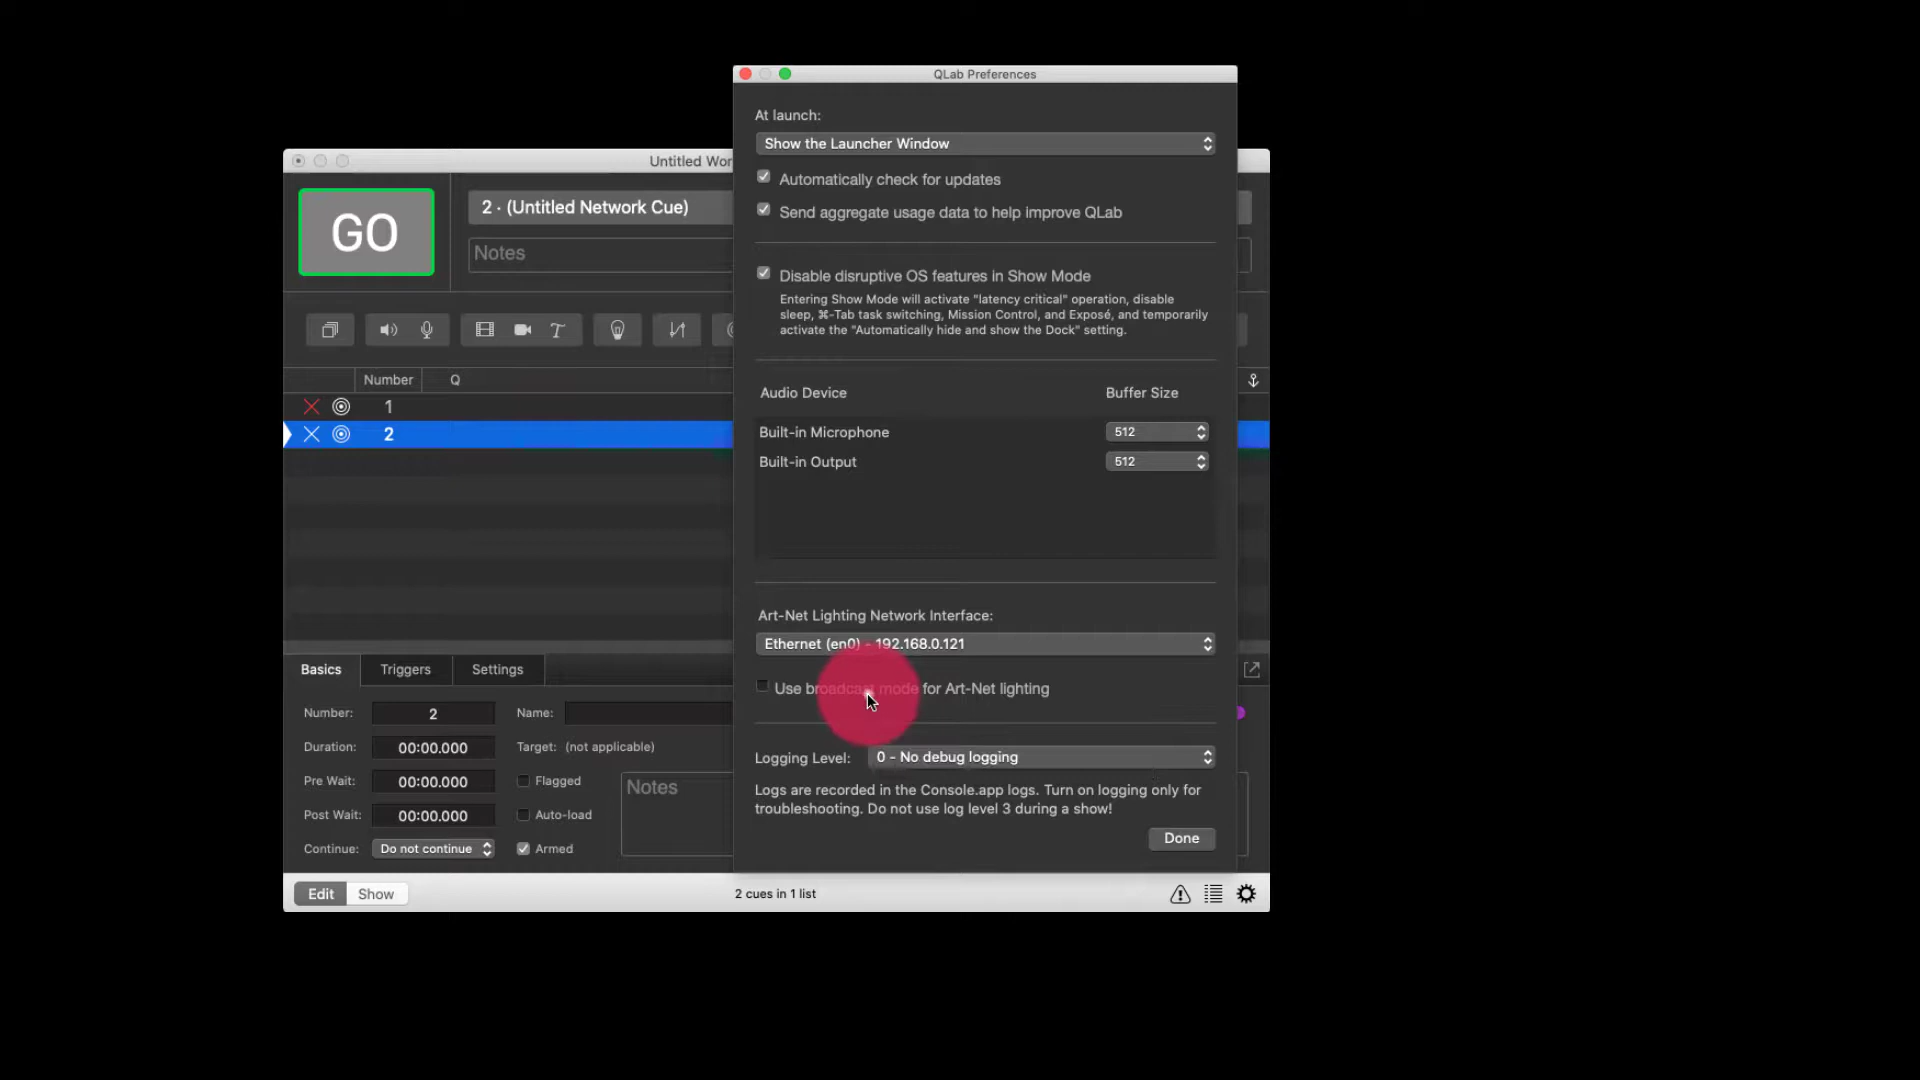 QLab Preferences
At launch:
Show the Launcher Window
Automatically check for updates
Send aggregate usage data to help improve QLab
Disable disruptive OS features in Show Mode
Entering Show Mode will activate "latency critical" operation, disable
sleep, ⌘-Tab task switching, Mission Control, and Exposé, and temporarily
activate the "Automatically hide and show the Dock" setting.
Audio Device Buffer Size
Built-in Microphone 512
Built-in Output 512
Art-Net Lighting Network Interface:
Ethernet (en0) - 192.168.0.121
Use broadcast mode for Art-Net lighting
Logging Level: 0 - No debug logging
Logs are recorded in the Console.app logs. Turn on logging only for
troubleshooting. Do not use log level 3 during a show!
Done
Untitled
GO
2 · (Untitled Network Cue)
Notes
Number Q
1
2
Basics Triggers Settings
Number: 2 Name:
Duration: 00:00.000 Target: (not applicable)
Pre Wait: 00:00.000 Flagged
Notes
Post Wait: 00:00.000 Auto-load
Continue: Do not continue Armed
Edit Show 2 cues in 1 list